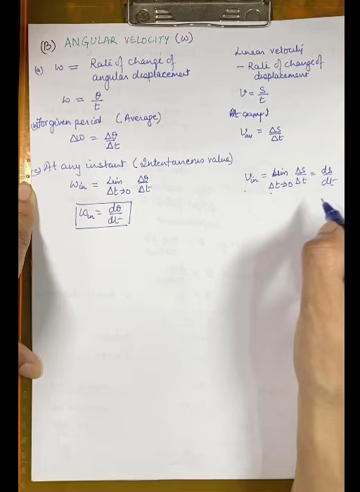 (B) ANGULAR VELOCITY (ω)
Linear velocity
(a) ω = Rate of change of angular displacement
- Rate of change of displacement
ω = θ/t
v = s/t
(b) For given period (Average)
Δω = Δθ/Δt
Vav = Δs/Δt
(c) At any instant (Intentaneous value)
ωin = Lim Δt→0 Δθ/Δt
Vin = Lim Δt→0 Δs/Δt = ds/dt
ωin = dθ/dt